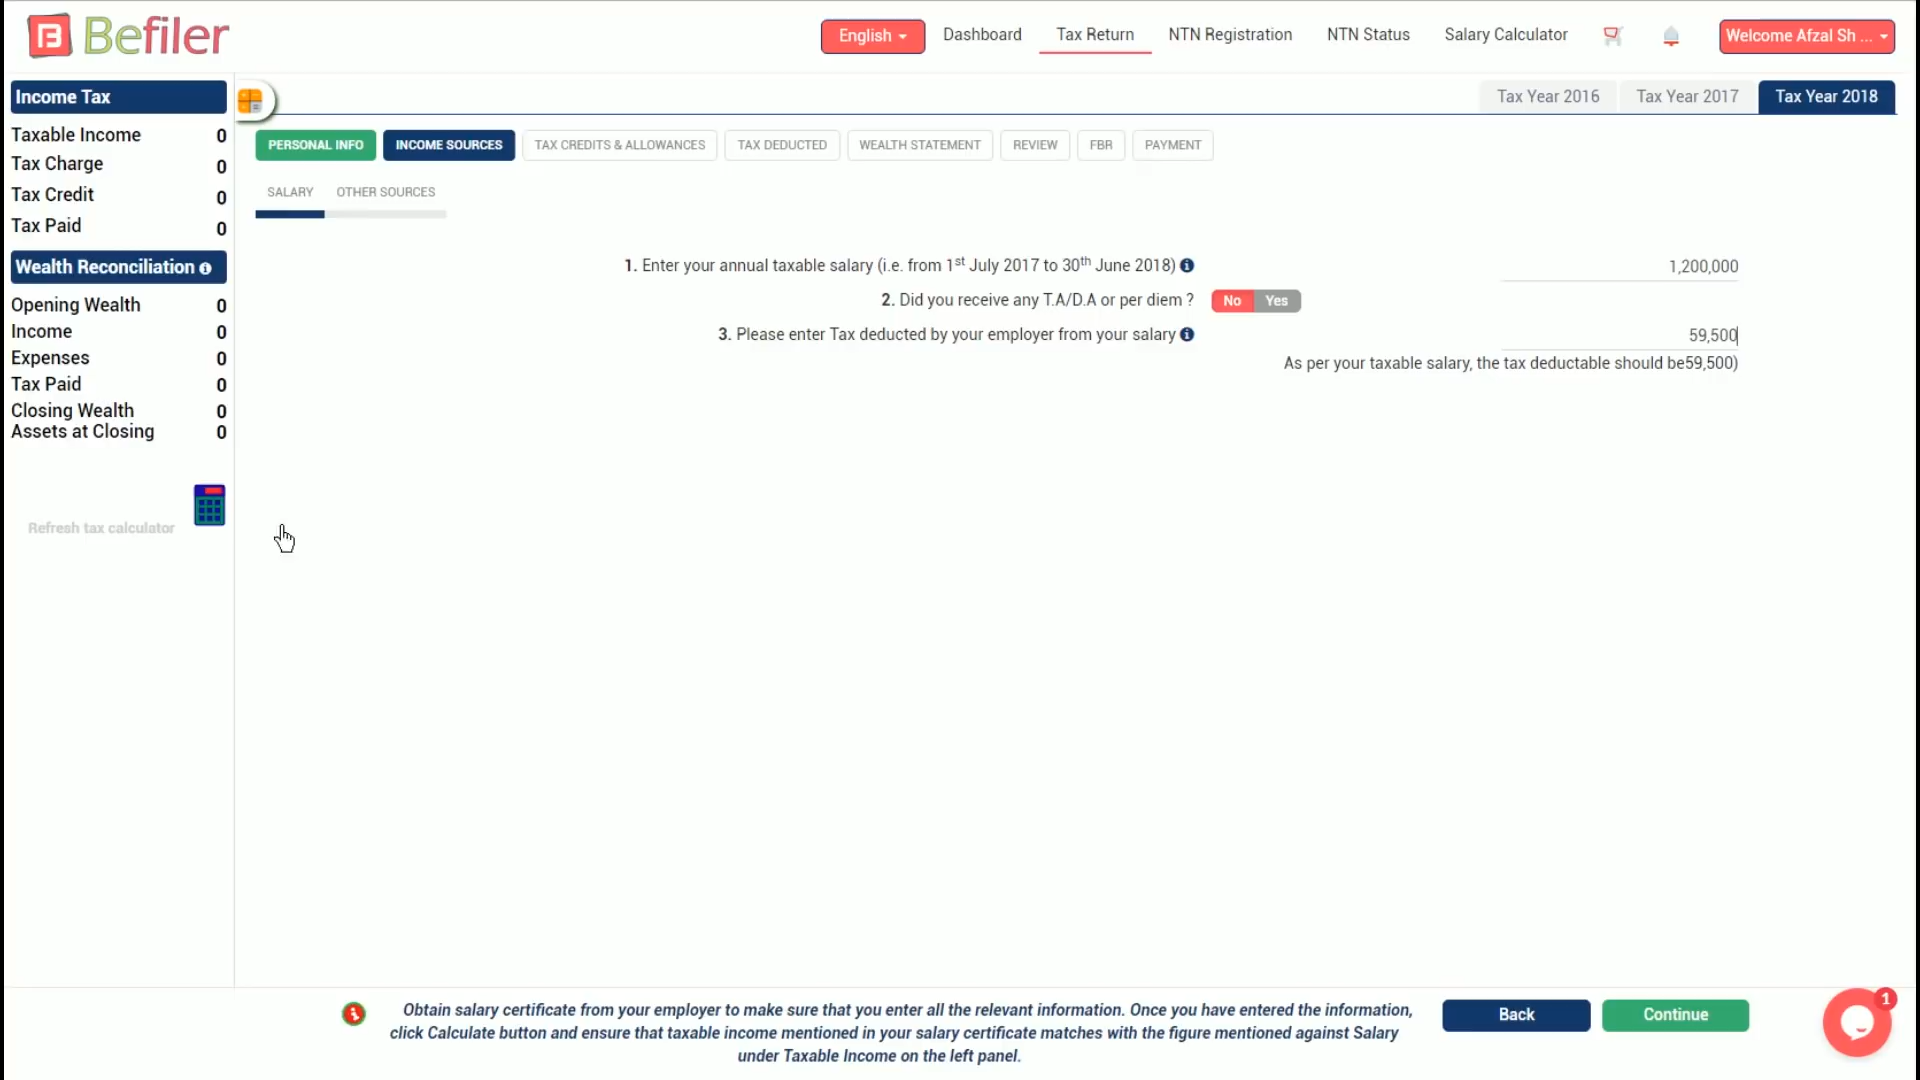 Befiler
English
Dashboard
Tax Return
NTN Registration
NTN Status
Salary Calculator
Welcome Afzal Sh ...
Income Tax
Taxable Income 0
Tax Charge 0
Tax Credit 0
Tax Paid 0
Wealth Reconciliation
Opening Wealth 0
Income 0
Expenses 0
Tax Paid 0
Closing Wealth 0
Assets at Closing 0
Refresh tax calculator
Tax Year 2016
Tax Year 2017
Tax Year 2018
PERSONAL INFO
INCOME SOURCES
TAX CREDITS & ALLOWANCES
TAX DEDUCTED
WEALTH STATEMENT
REVIEW
FBR
PAYMENT
SALARY
OTHER SOURCES
1. Enter your annual taxable salary (i.e. from 1st July 2017 to 30th June 2018) 1,200,000
2. Did you receive any T.A/D.A or per diem ? No Yes
3. Please enter Tax deducted by your employer from your salary 59,500
As per your taxable salary, the tax deductable should be59,500)
Obtain salary certificate from your employer to make sure that you enter all the relevant information. Once you have entered the information,
click Calculate button and ensure that taxable income mentioned in your salary certificate matches with the figure mentioned against Salary
under Taxable Income on the left panel.
Back
Continue
1